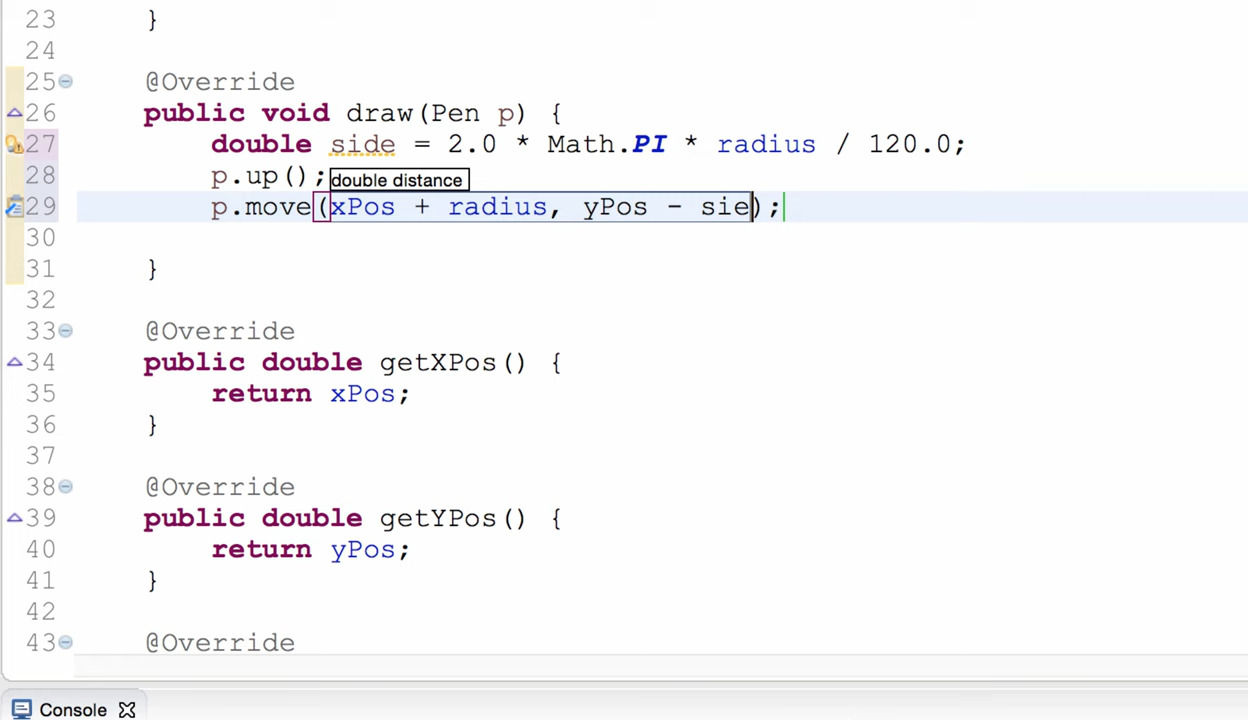 23 }
24
25 @Override
26 public void draw(Pen p) {
27 double side = 2.0 * Math.PI * radius / 120.0;
28 p.up();
double distance
29 p.move(xPos + radius, yPos - sie);
30
31 }
32
33 @Override
34 public double getXPos() {
35 return xPos;
36 }
37
38 @Override
39 public double getYPos() {
40 return yPos;
41 }
42
43 @Override
Console